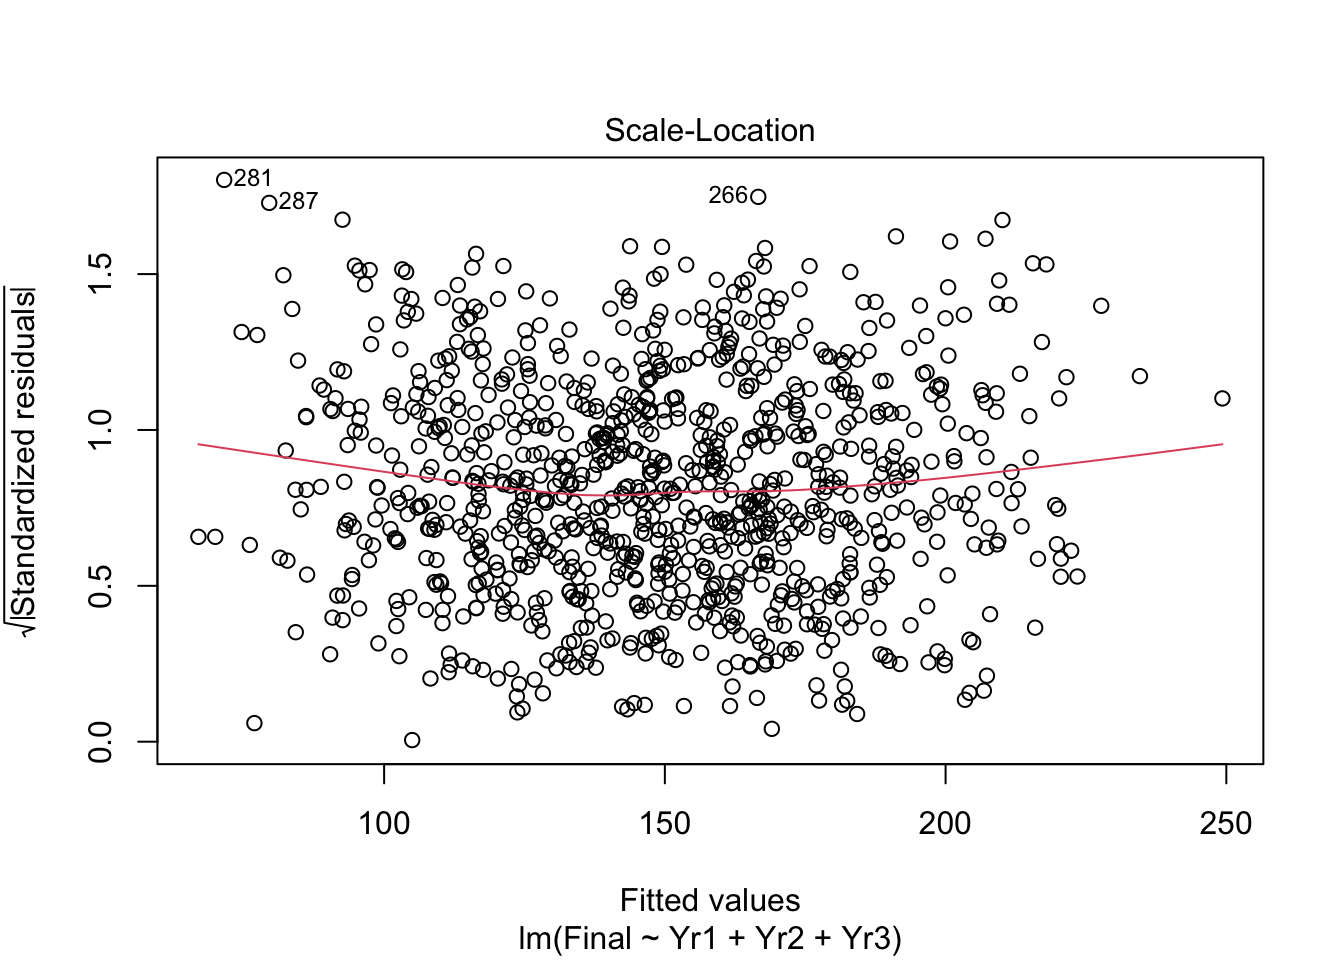 Scale-Location
281
287
266
√|Standardized residuals|
1.5
1.0
0.5
0.0
100 150 200 250
Fitted values
lm(Final ~ Yr1 + Yr2 + Yr3)